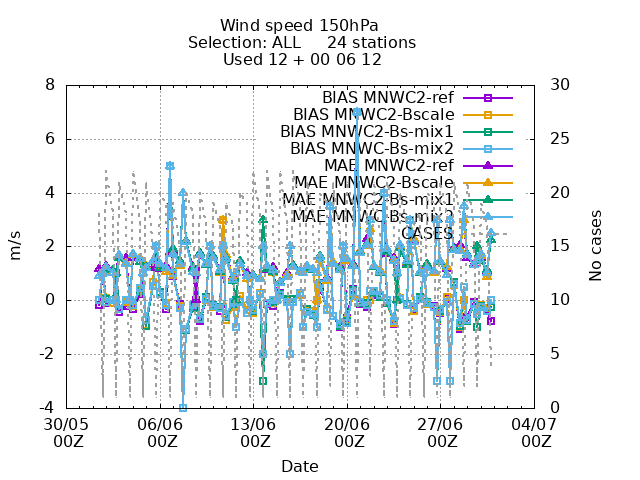 Wind speed 150hPa
Selection: ALL 24 stations
Used 12 + 00 06 12
8
6
4
2
0
-2
-4
m/s
30
25
20
15
10
5
0
No cases
BIAS MNWC2-ref
BIAS MNWC2-Bscale
BIAS MNWC2-Bs-mix1
BIAS MNWC-Bs-mix2
MAE MNWC2-ref
MAE MNWC2-Bscale
MAE MNWC2-Bs-mix1
MAE MNWC-Bs-mix2
CASES
30/05 06/06 13/06 20/06 27/06 04/07
00Z 00Z 00Z 00Z 00Z 00Z
Date